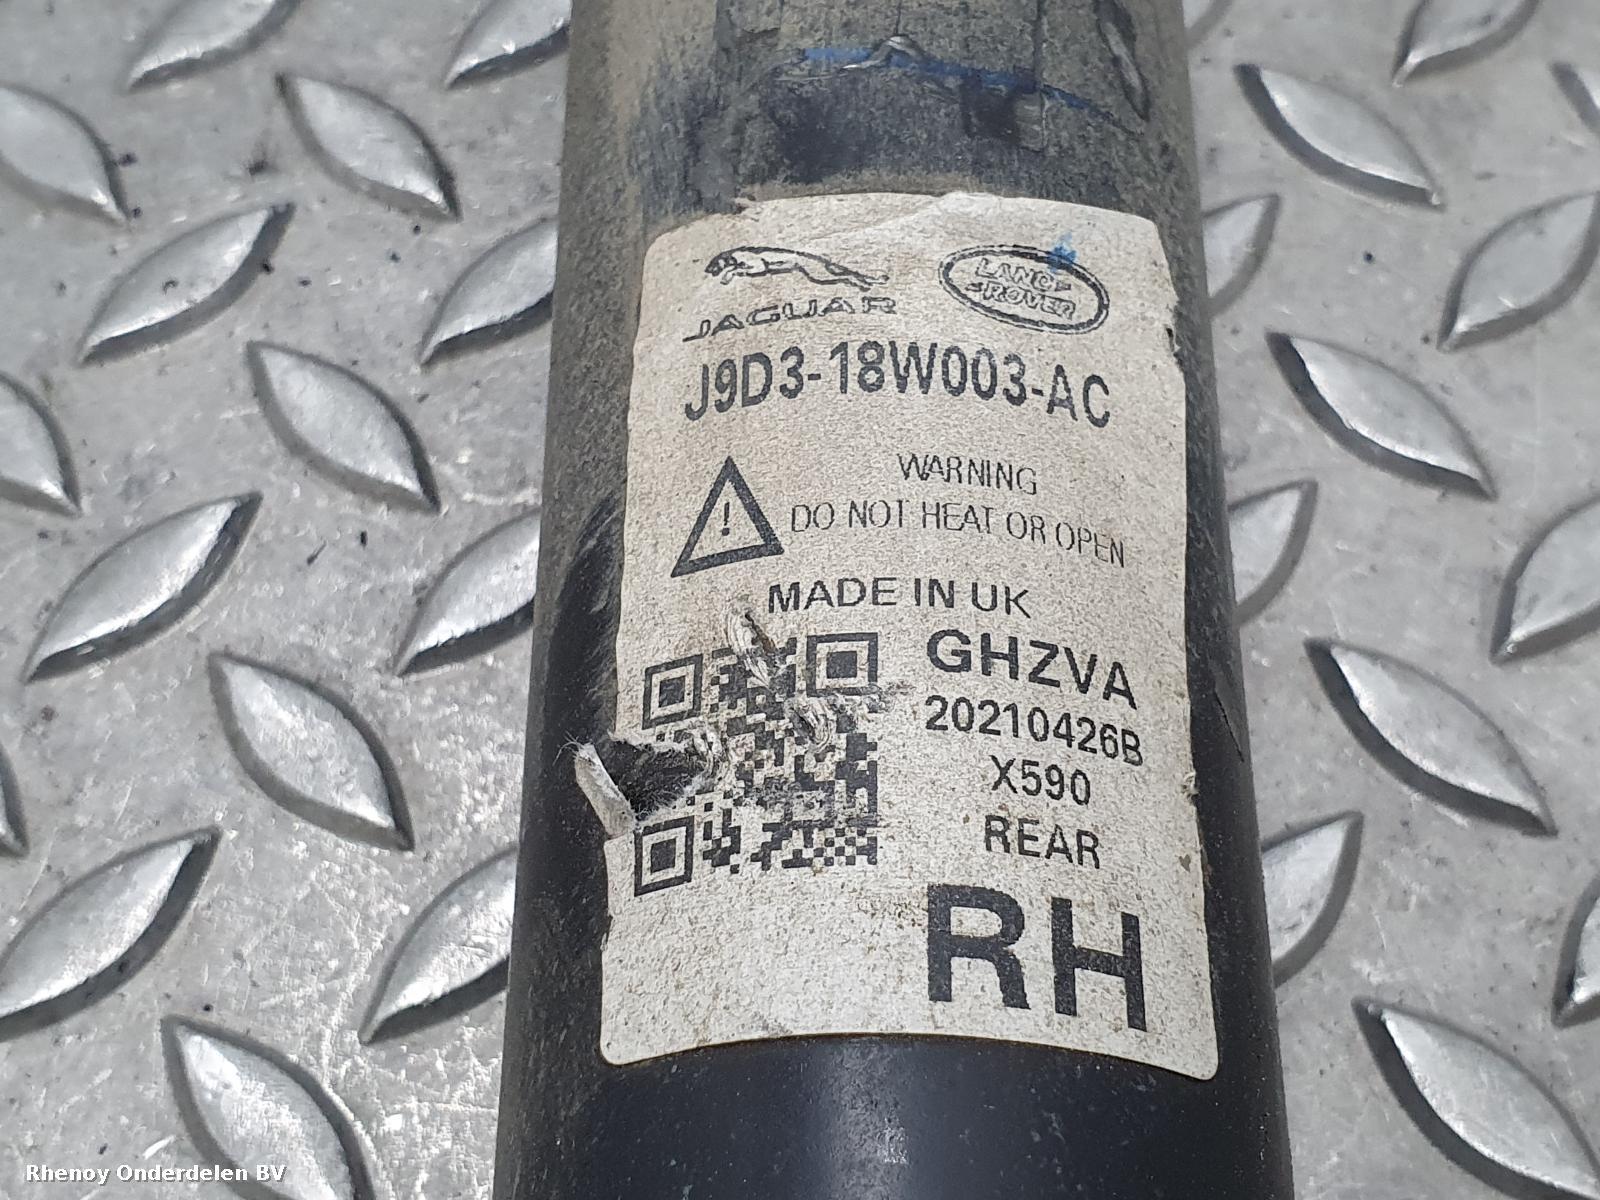 JAGUAR
LAND
ROVER
J9D3-18W003-AC
WARNING
! DO NOT HEAT OR OPEN
MADE IN UK
GHZVA
20210426B
X590
REAR
RH
Rhenoy Onderdelen BV